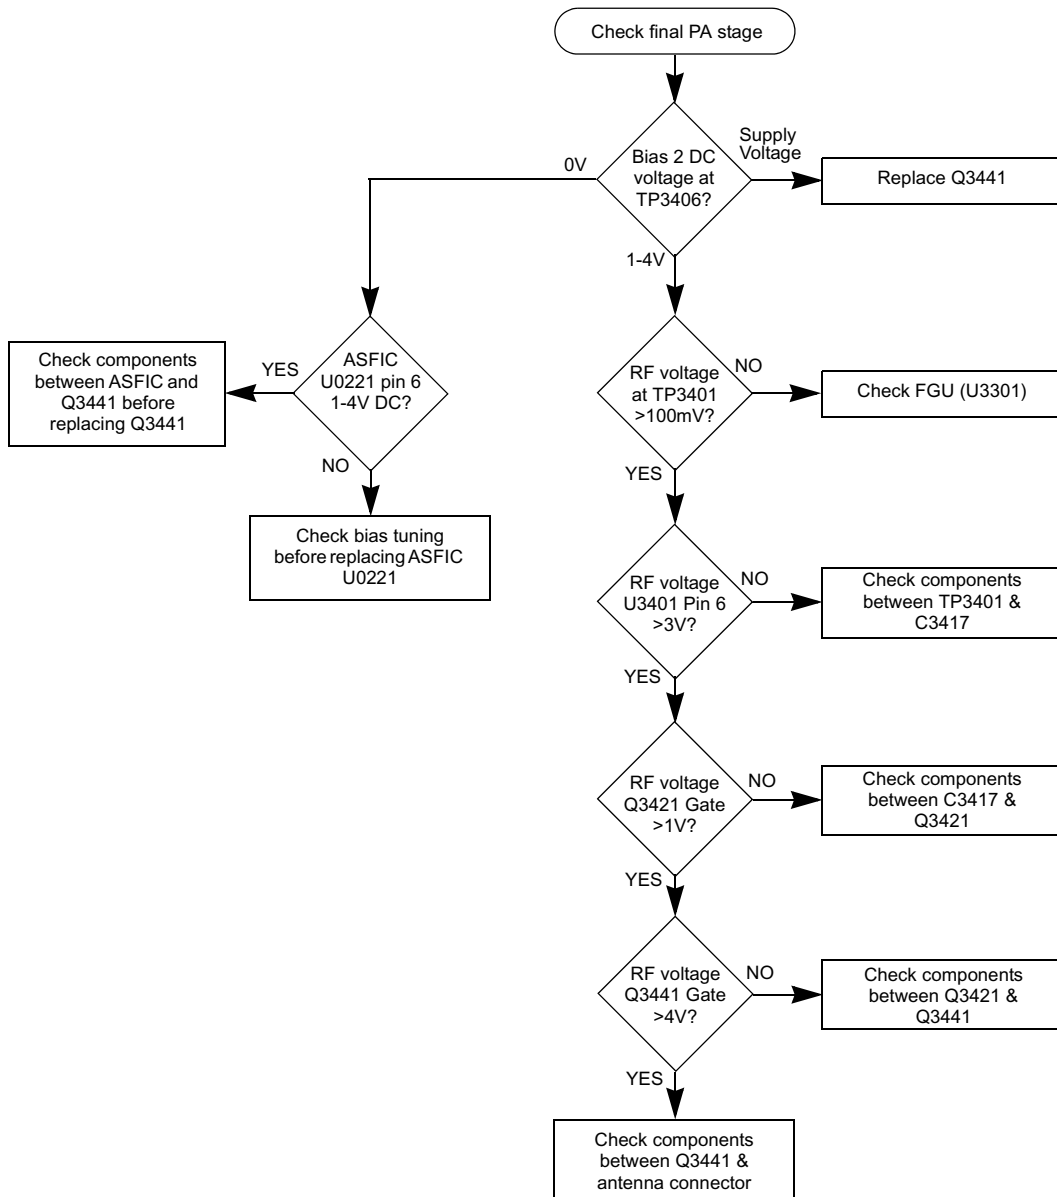 Check final PA stage
Supply
Voltage
0V
Bias 2 DC
voltage at
TP3406?
Replace Q3441
1-4V
Check components
between ASFIC and
Q3441 before
replacing Q3441
YES
ASFIC
U0221 pin 6
1-4V DC?
RF voltage
at TP3401
>100mV?
NO
Check FGU (U3301)
NO
YES
Check bias tuning
before replacing ASFIC
U0221
RF voltage
U3401 Pin 6
>3V?
NO
Check components
between TP3401 &
C3417
YES
RF voltage
Q3421 Gate
>1V?
NO
Check components
between C3417 &
Q3421
YES
RF voltage
Q3441 Gate
>4V?
NO
Check components
between Q3421 &
Q3441
YES
Check components
between Q3441 &
antenna connector